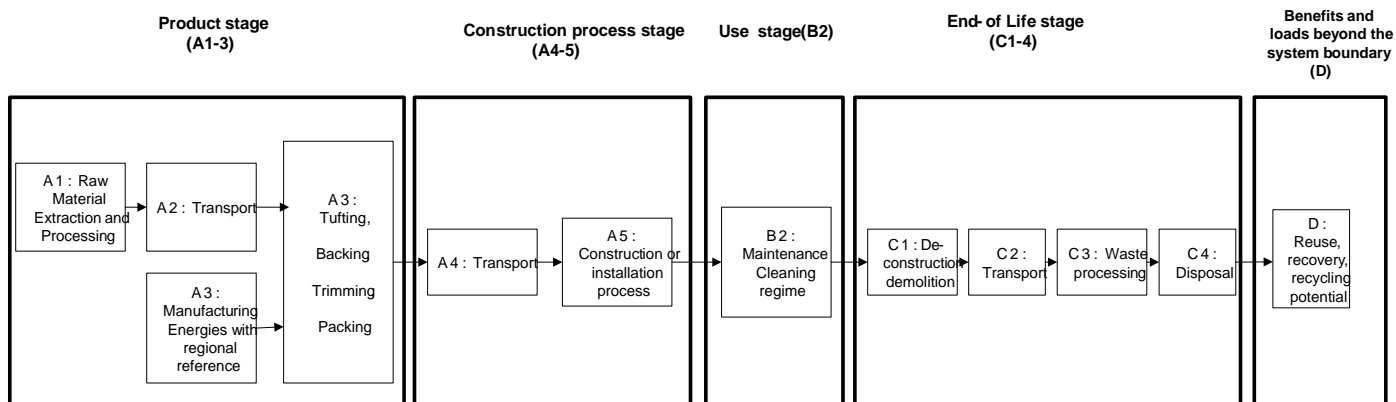 Product stage
(A1-3)
Construction process stage
(A4-5)
Use stage(B2)
End-of Life stage
(C1-4)
Benefits and
loads beyond the
system boundary
(D)
A1: Raw
Material
Extraction and
Processing
A2: Transport
A3:
Manufacturing
Energies with
regional
reference
A3:
Tufting,
Backing
Trimming
Packing
A4: Transport
A5:
Construction or
installation
process
B2:
Maintenance
Cleaning
regime
C1: De-
construction,
demolition
C2:
Transport
C3: Waste
processing
C4:
Disposal
D:
Reuse,
recovery,
recycling
potential